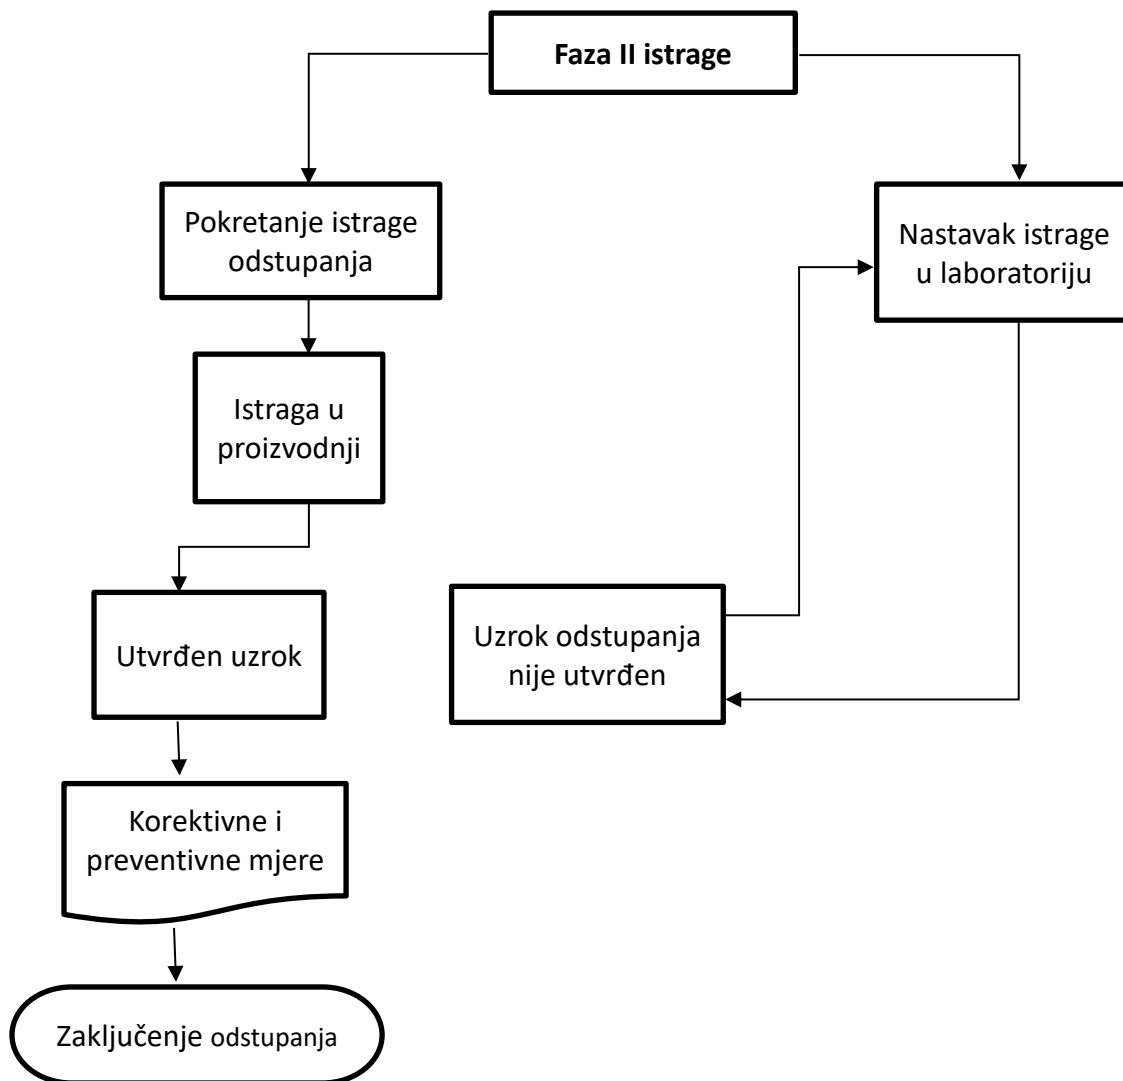 Faza II istrage
Pokretanje istrage
odstupanja
Nastavak istrage
u laboratoriju
Istraga u
proizvodnji
Utvrđen uzrok
Uzrok odstupanja
nije utvrđen
Korektivne i
preventivne mjere
Zaključenje odstupanja